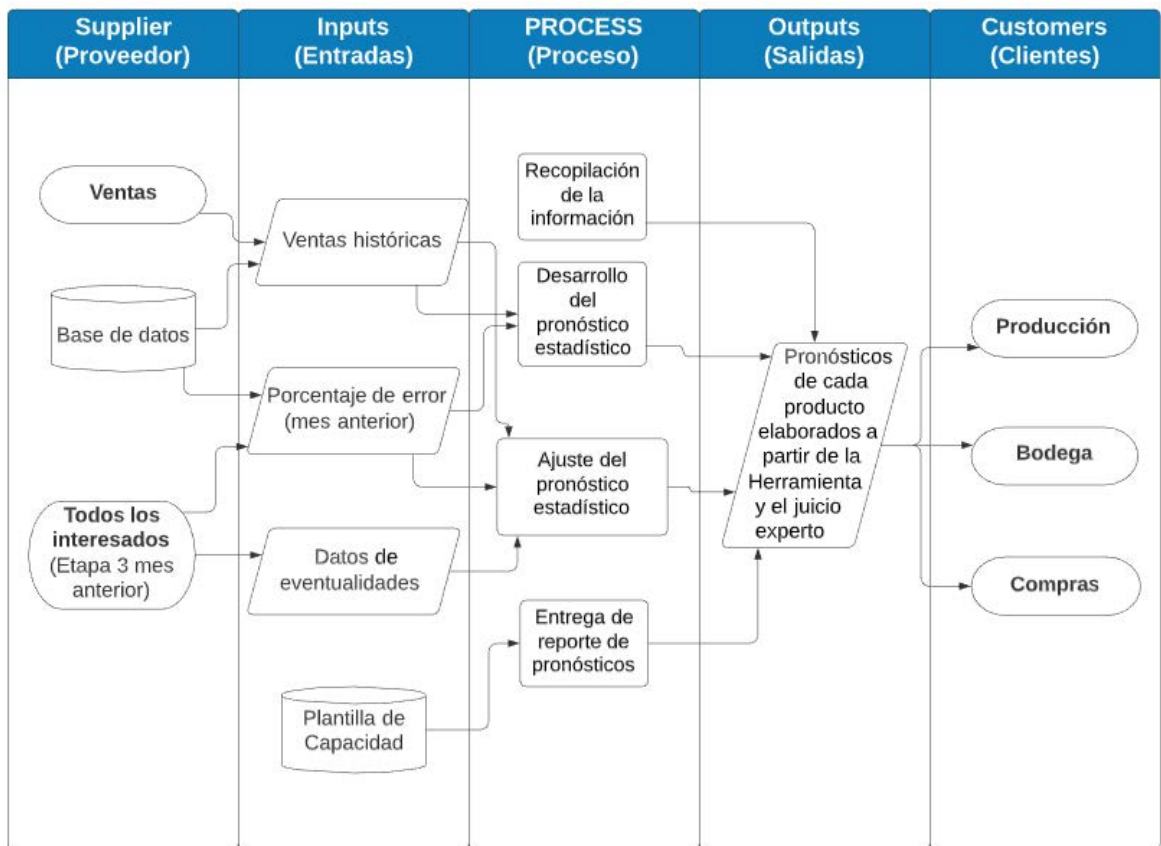 Supplier
(Proveedor)
Inputs
(Entradas)
PROCESS
(Proceso)
Outputs
(Salidas)
Customers
(Clientes)
Ventas
Base de datos
Todos los
interesados
(Etapa 3 mes
anterior)
Ventas históricas
Porcentaje de error
(mes anterior)
Datos de
eventualidades
Plantilla de
Capacidad
Recopilación
de la
información
Desarrollo
del
pronóstico
estadístico
Ajuste del
pronóstico
estadístico
Entrega de
reporte de
pronósticos
Pronósticos
de cada
producto
elaborados a
partir de la
Herramienta
y el juicio
experto
Producción
Bodega
Compras